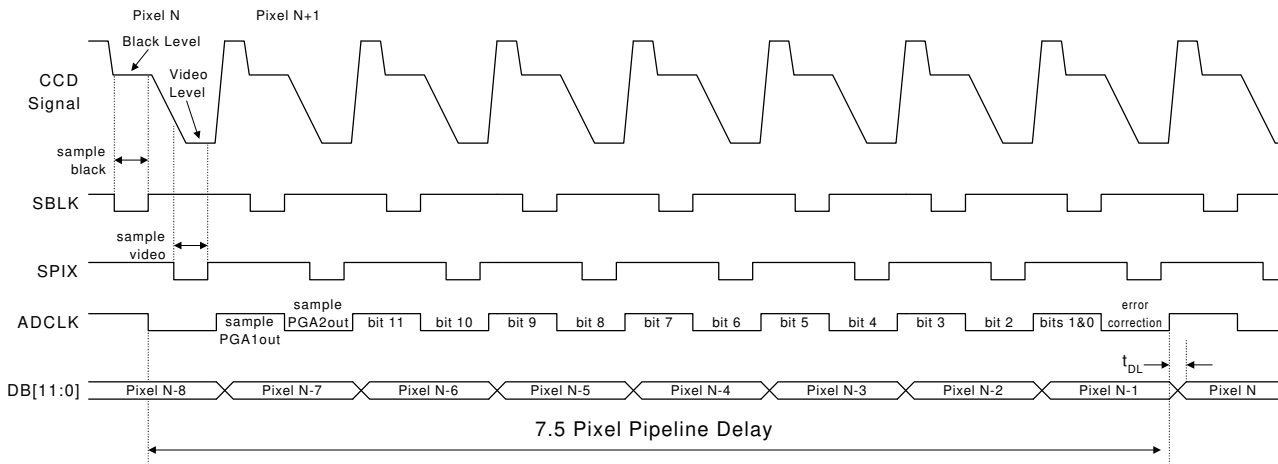 Pixel N
Pixel N+1
Black Level
Video
Level
CCD
Signal
sample
black
SBLK
sample
video
SPIX
ADCLK
sample
PGA1out
sample
PGA2out
bit 11
bit 10
bit 9
bit 8
bit 7
bit 6
bit 5
bit 4
bit 3
bit 2
bits 1&0
error
correction
tDL
DB[11:0]
Pixel N-8
Pixel N-7
Pixel N-6
Pixel N-5
Pixel N-4
Pixel N-3
Pixel N-2
Pixel N-1
Pixel N
7.5 Pixel Pipeline Delay